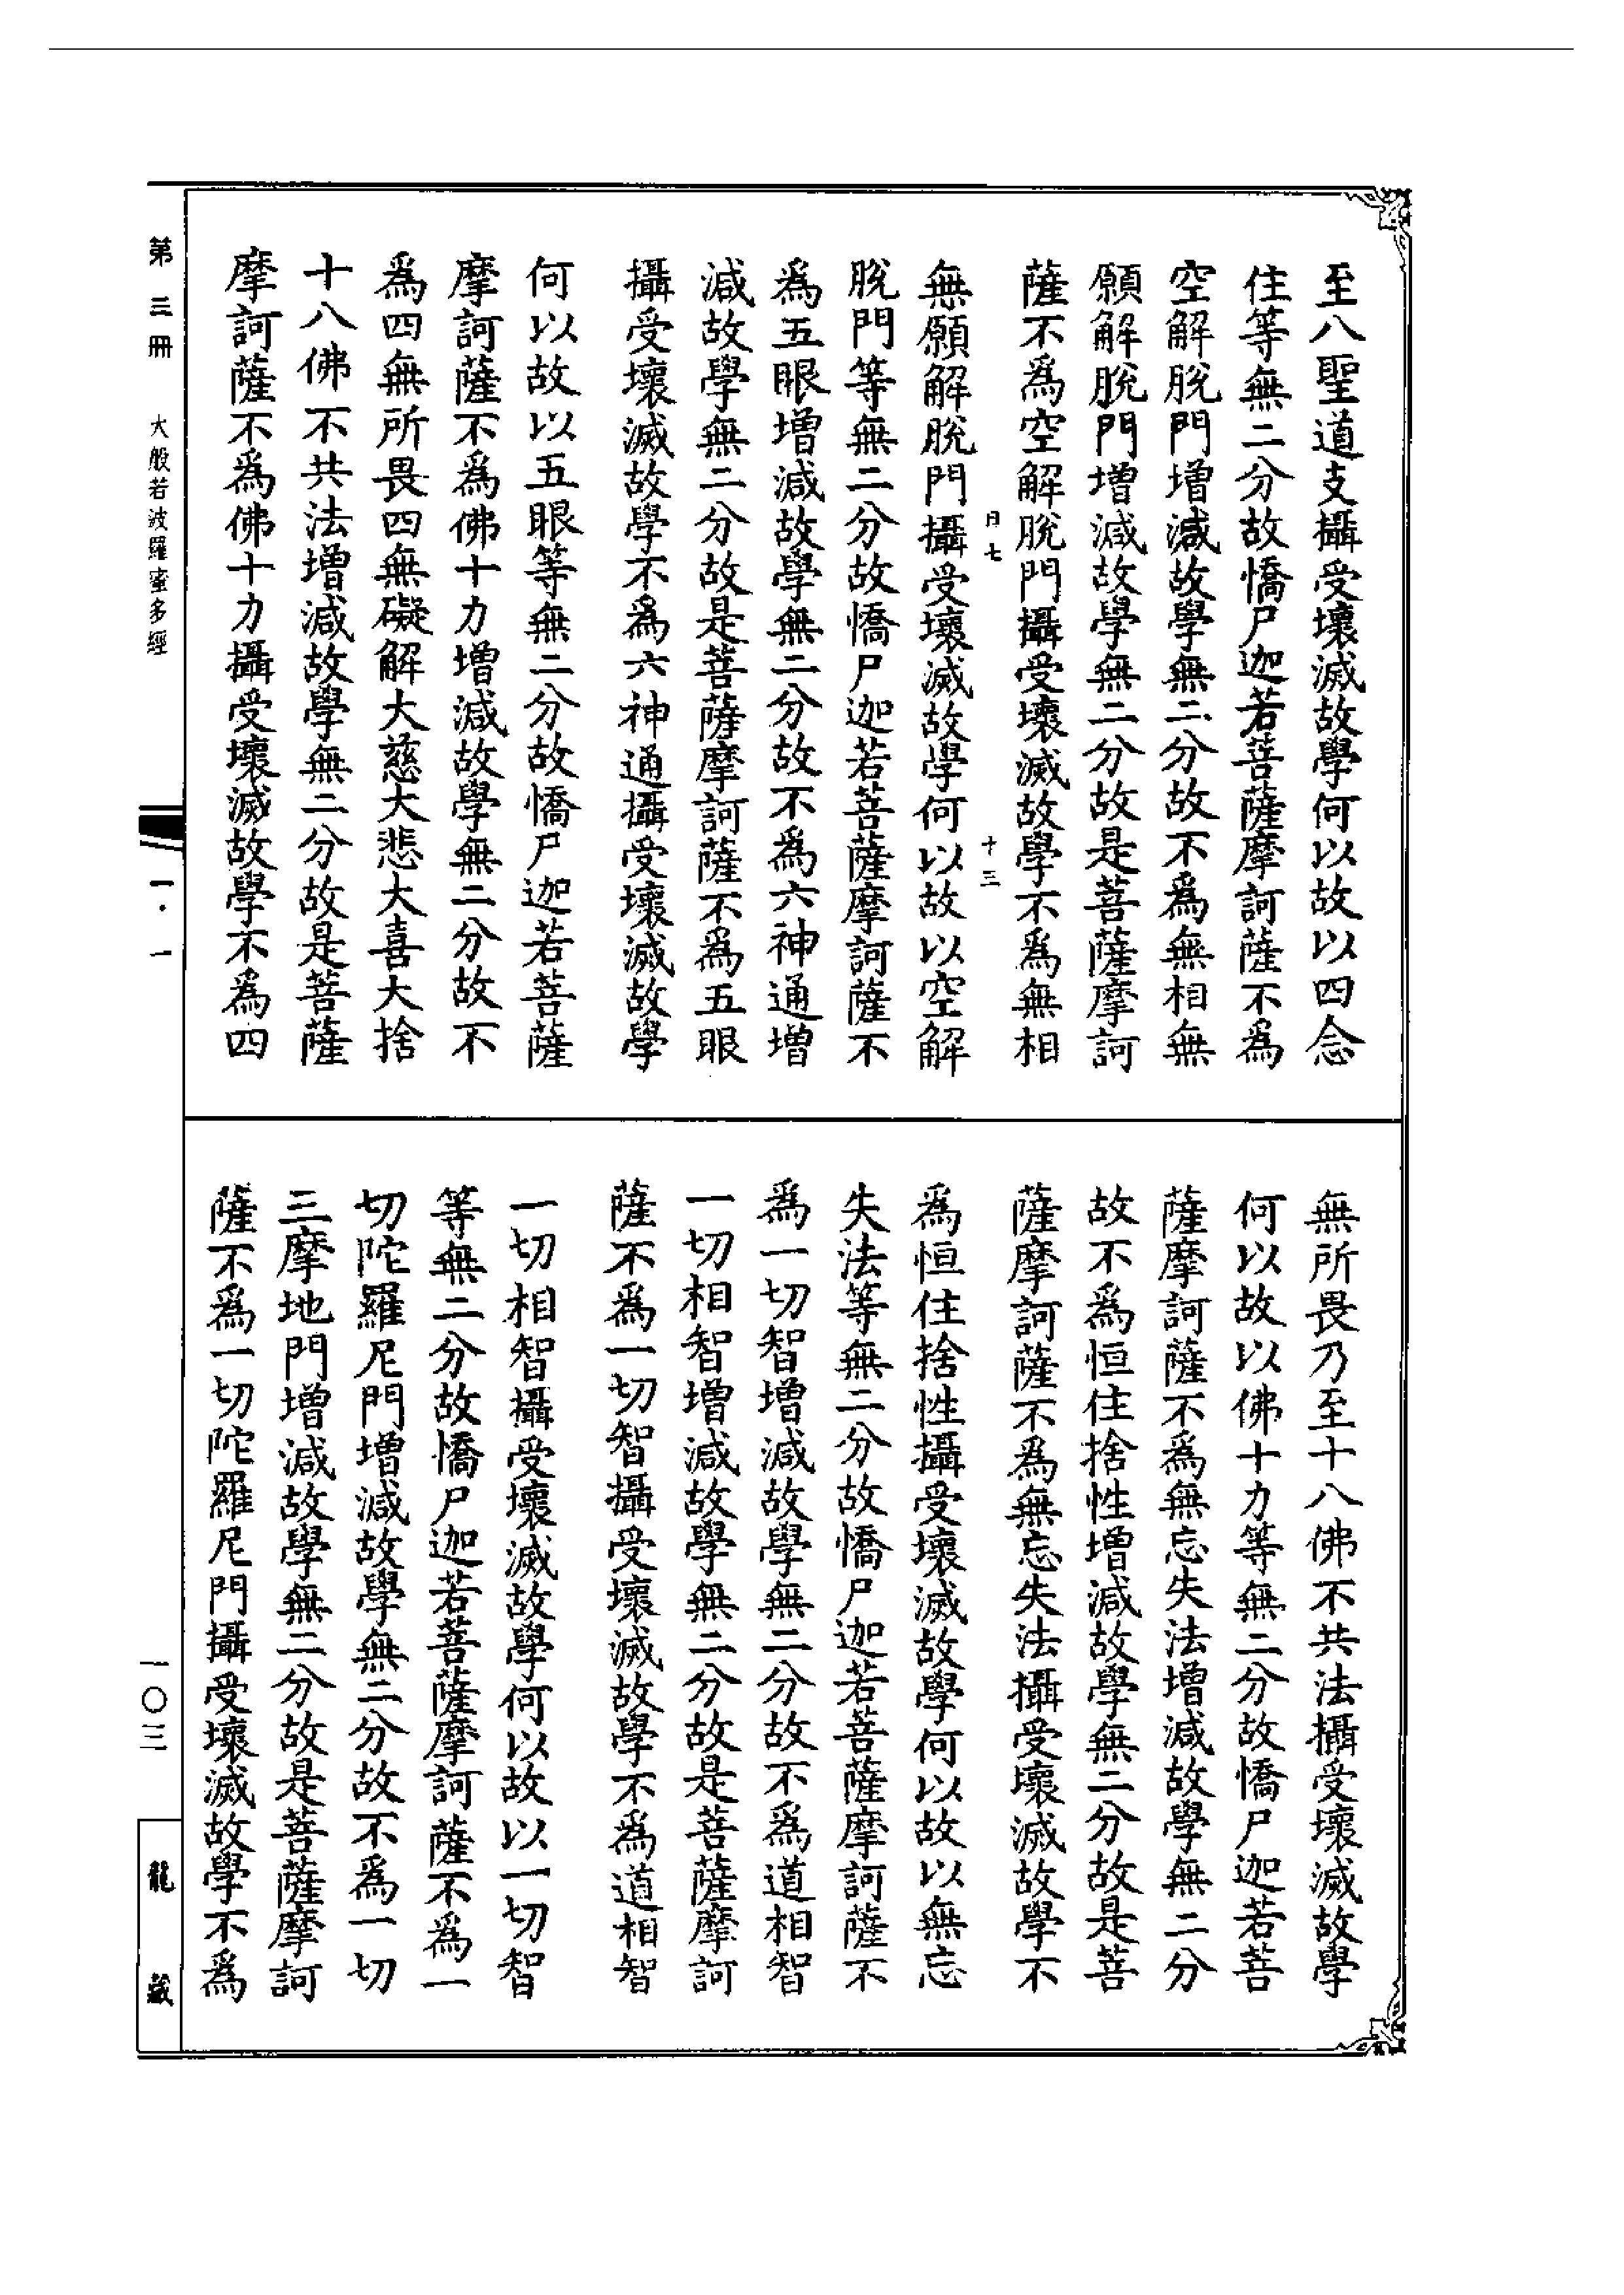 至八聖道支攝受壞滅故學何以故以四念
住等無二分故憍尸迦若菩薩摩訶薩不為
空解脫門增減故學無二分故不為無相無
願解脫門增減故學無二分故是菩薩摩訶
薩不為空解脫門攝受壞滅故學不為無相
日七 十三
無願解脫門攝受壞滅故學何以故以空解
脫門等無二分故憍尸迦若菩薩摩訶薩不
為五眼增減故學無二分故不為六神通增
減故學無二分故是菩薩摩訶薩不為五眼
攝受壞滅故學不為六神通攝受壞滅故學
何以故以五眼等無二分故憍尸迦若菩薩
摩訶薩不為佛十力增減故學無二分故不
為四無所畏四無礙解大慈大悲大喜大捨
十八佛不共法增減故學無二分故是菩薩
摩訶薩不為佛十力攝受壞滅故學不為四
無所畏乃至十八佛不共法攝受壞滅故學
何以故以佛十力等無二分故憍尸迦若菩
薩摩訶薩不為無忘失法增減故學無二分
故不為恒住捨性增減故學無二分故是菩
薩摩訶薩不為無忘失法攝受壞滅故學不
為恒住捨性攝受壞滅故學何以故以無忘
失法等無二分故憍尸迦若菩薩摩訶薩不
為一切智增減故學無二分故不為道相智
一切相智增減故學無二分故是菩薩摩訶
薩不為一切智攝受壞滅故學不為道相智
一切相智攝受壞滅故學何以故以一切智
等無二分故憍尸迦若菩薩摩訶薩不為一
切陀羅尼門增減故學無二分故不為一切
三摩地門增減故學無二分故是菩薩摩訶
薩不為一切陀羅尼門攝受壞滅故學不為
第三冊 大般若波羅蜜多經
一·一
一〇三
龍藏